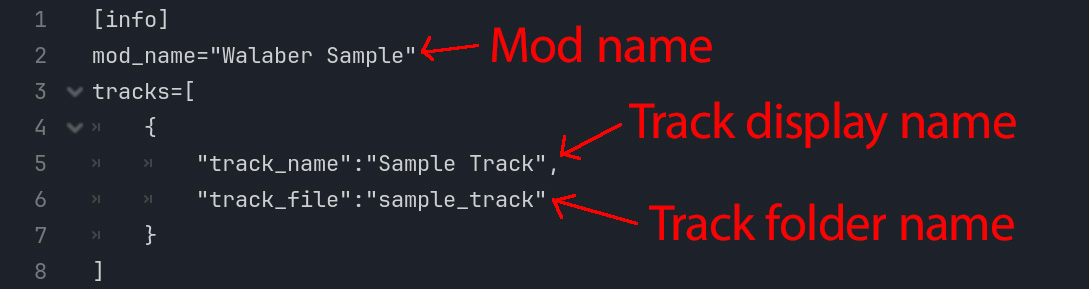 1 [info]
2 mod_name="Walaber Sample" Mod name
3 tracks=[
4 {
Track display name
5 "track_name":"Sample Track",
6 "track_file":"sample_track"
Track folder name
7 }
8 ]